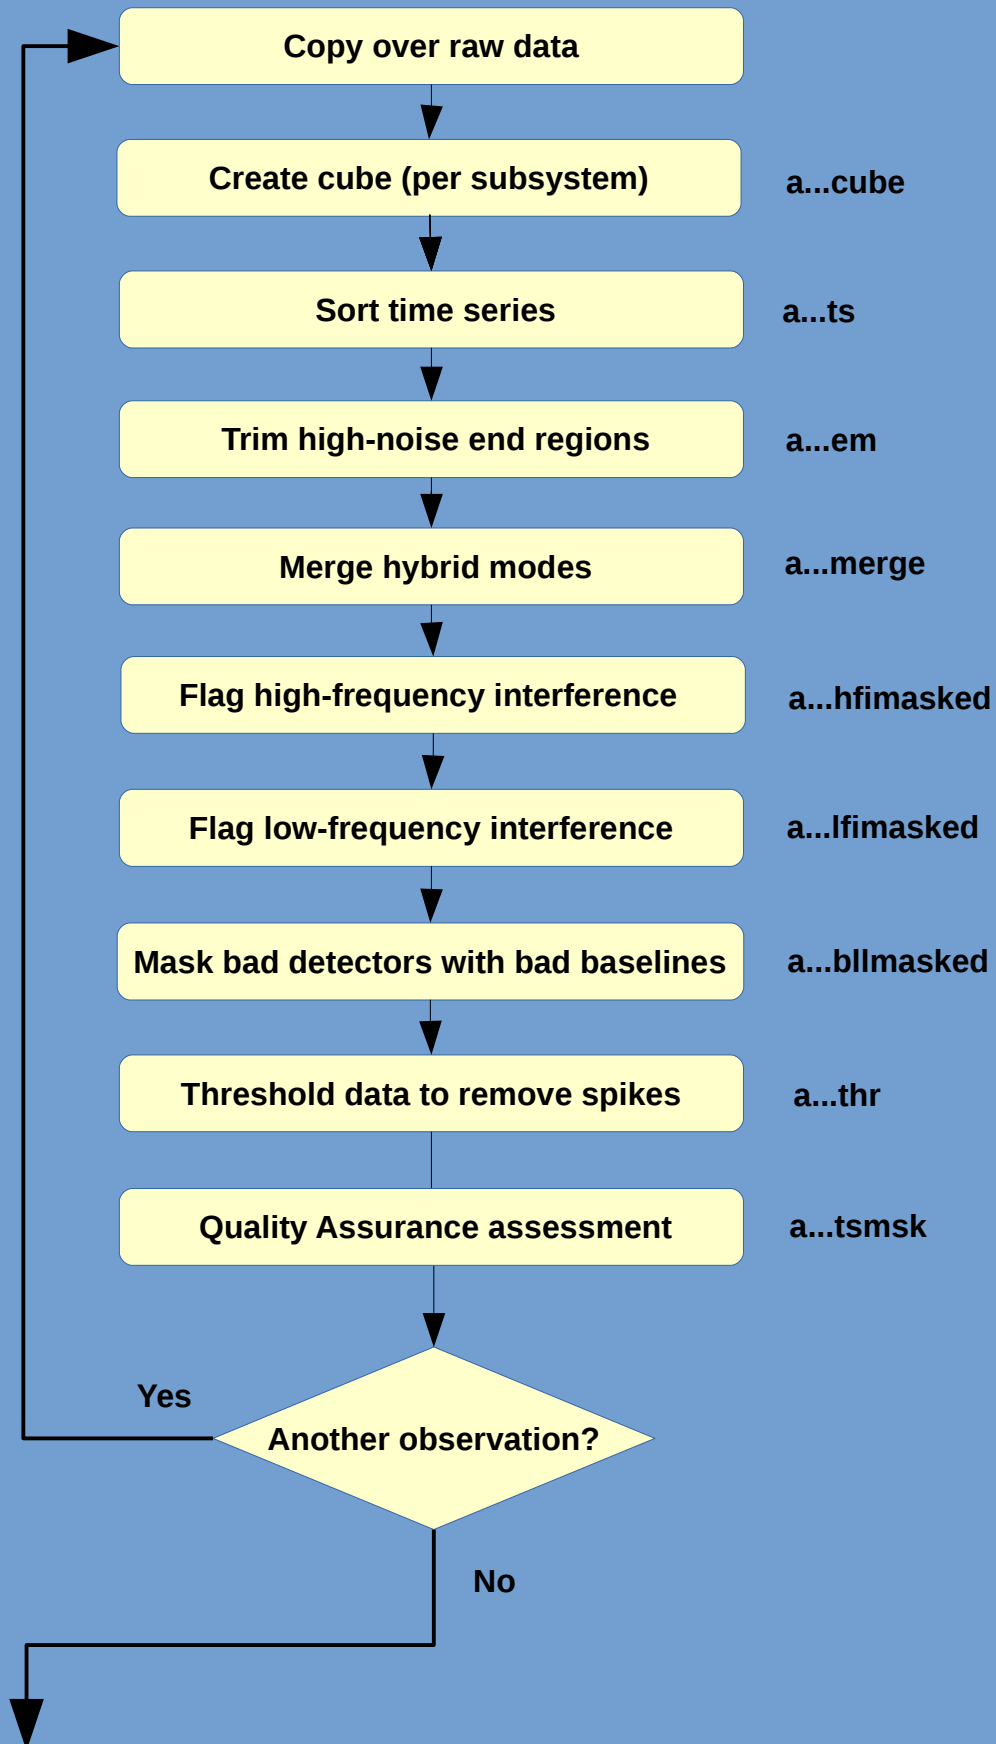 Copy over raw data
Create cube (per subsystem)
a...cube
Sort time series
a...ts
Trim high-noise end regions
a...em
Merge hybrid modes
a...merge
Flag high-frequency interference
a...hfimasked
Flag low-frequency interference
a...lfimasked
Mask bad detectors with bad baselines
a...bllmasked
Threshold data to remove spikes
a...thr
Quality Assurance assessment
a...tsmsk
Yes
Another observation?
No